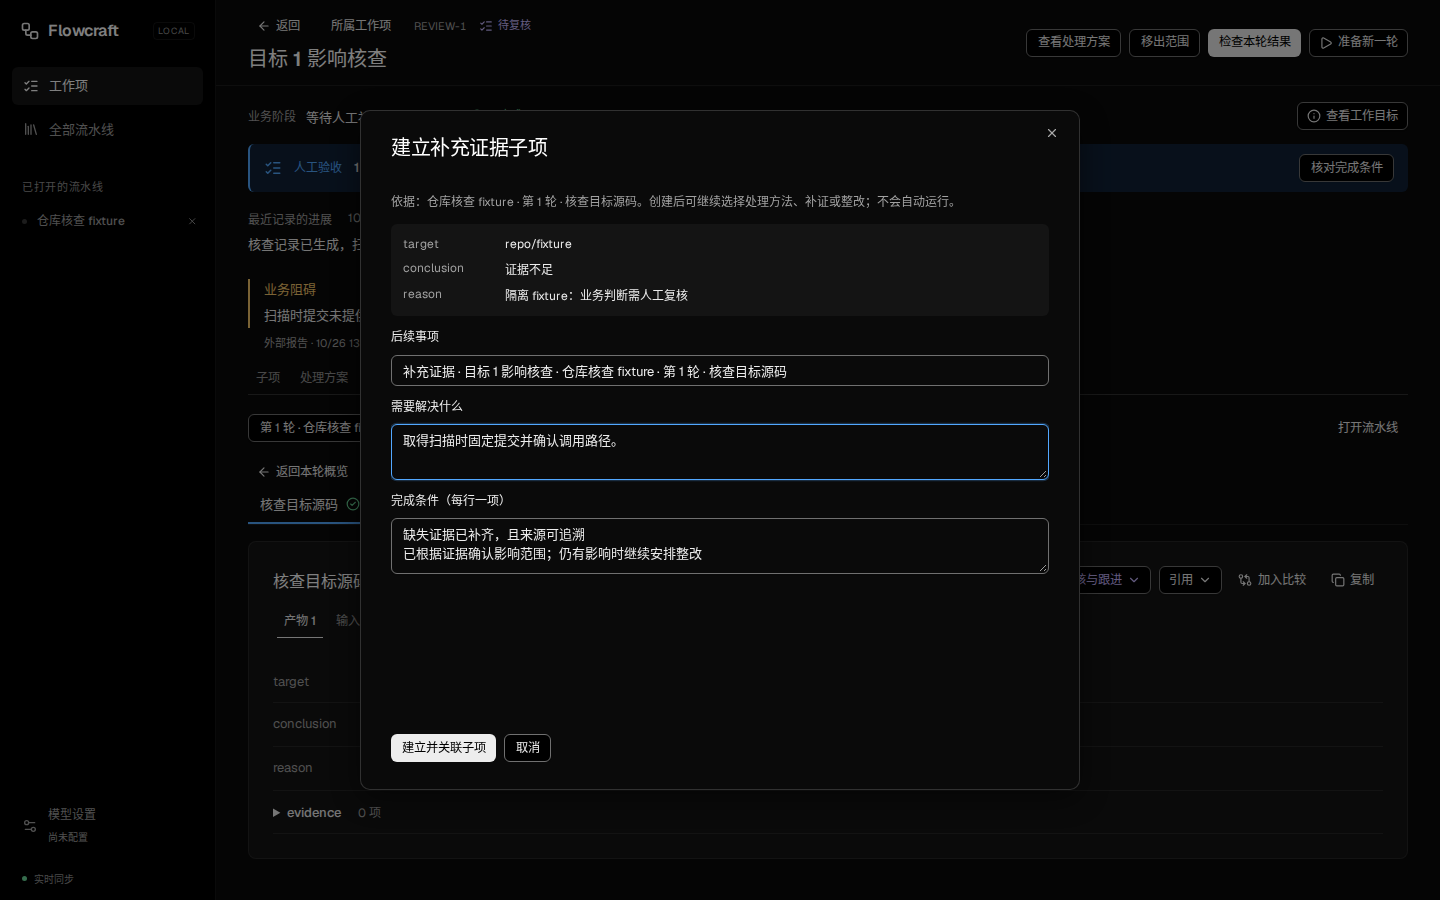 Flowcraft
LOCAL
工作项
全部流水线
已打开的流水线
仓库核查 fixture
模型设置
尚未配置
实时同步
返回
所属工作项
REVIEW-1
待复核
目标 1 影响核查
查看处理方案
移出范围
检查本轮结果
准备新一轮
业务阶段
等待人工
查看工作目标
人工验收
1
核对完成条件
最近记录的进展
10
核查记录已生成，
业务阻碍
扫描时提交未提
外部报告 · 10/26 13
子项
处理方案
第 1 轮 · 仓库核查 fi
打开流水线
返回本轮概览
核查目标源码
核查目标源码
核与跟进
引用
加入比较
复制
产物 1
输入
target
conclusion
reason
evidence
0 项
建立补充证据子项
依据：仓库核查 fixture · 第 1 轮 · 核查目标源码。创建后可继续选择处理方法、补证或整改；不会自动运行。
target
repo/fixture
conclusion
证据不足
reason
隔离 fixture：业务判断需人工复核
后续事项
补充证据 · 目标 1 影响核查 · 仓库核查 fixture · 第 1 轮 · 核查目标源码
需要解决什么
取得扫描时固定提交并确认调用路径。
完成条件（每行一项）
缺失证据已补齐，且来源可追溯
已根据证据确认影响范围；仍有影响时继续安排整改
建立并关联子项
取消